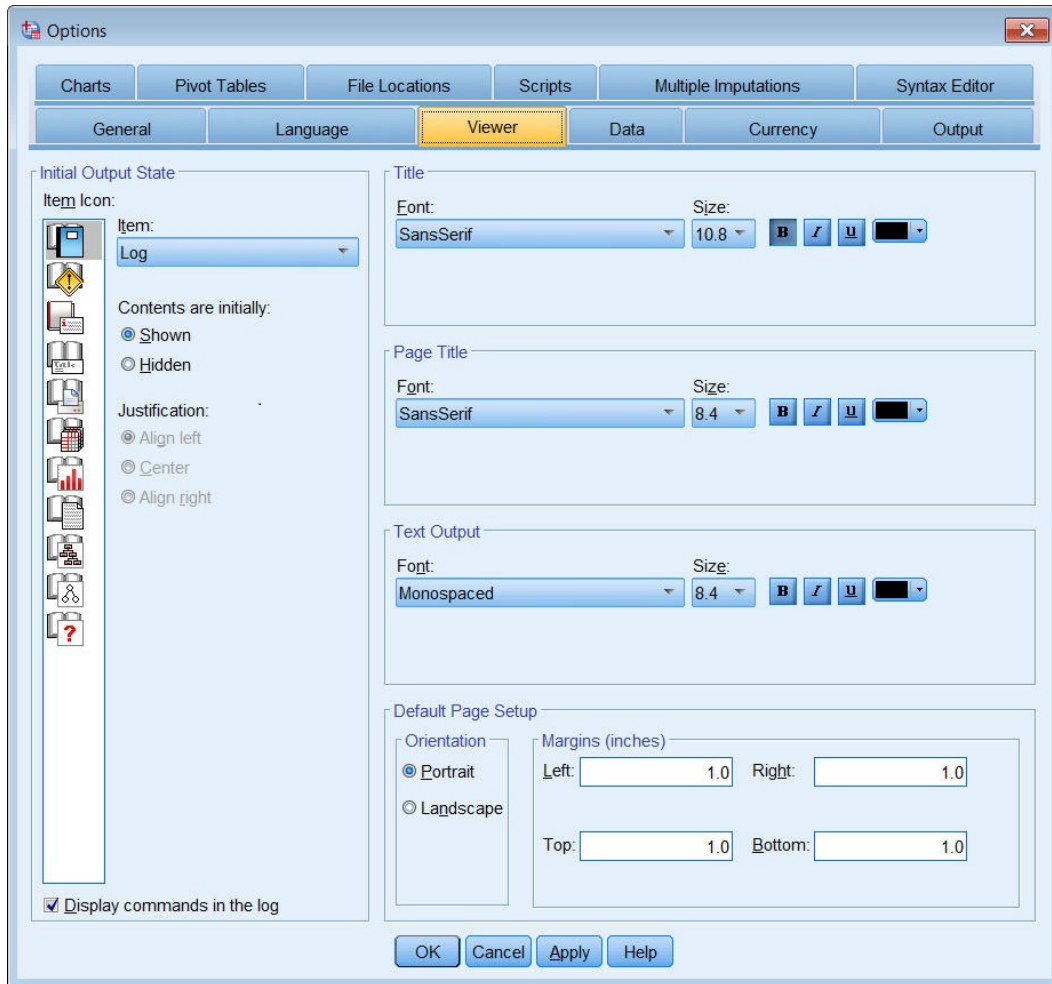 Options
Charts Pivot Tables File Locations Scripts Multiple Imputations Syntax Editor
General Language Viewer Data Currency Output
Initial Output State
Item Icon:
Item:
Log
Contents are initially:
Shown
Hidden
Justification:
Align left
Center
Align right
Display commands in the log
Title
Font: Size:
SansSerif 10.8 B I u
Page Title
Font: Size:
SansSerif 8.4 B I u
Text Output
Font: Size:
Monospaced 8.4 B I u
Default Page Setup
Orientation
Portrait
Landscape
Margins (inches)
Left: 1.0 Right: 1.0
Top: 1.0 Bottom: 1.0
OK Cancel Apply Help